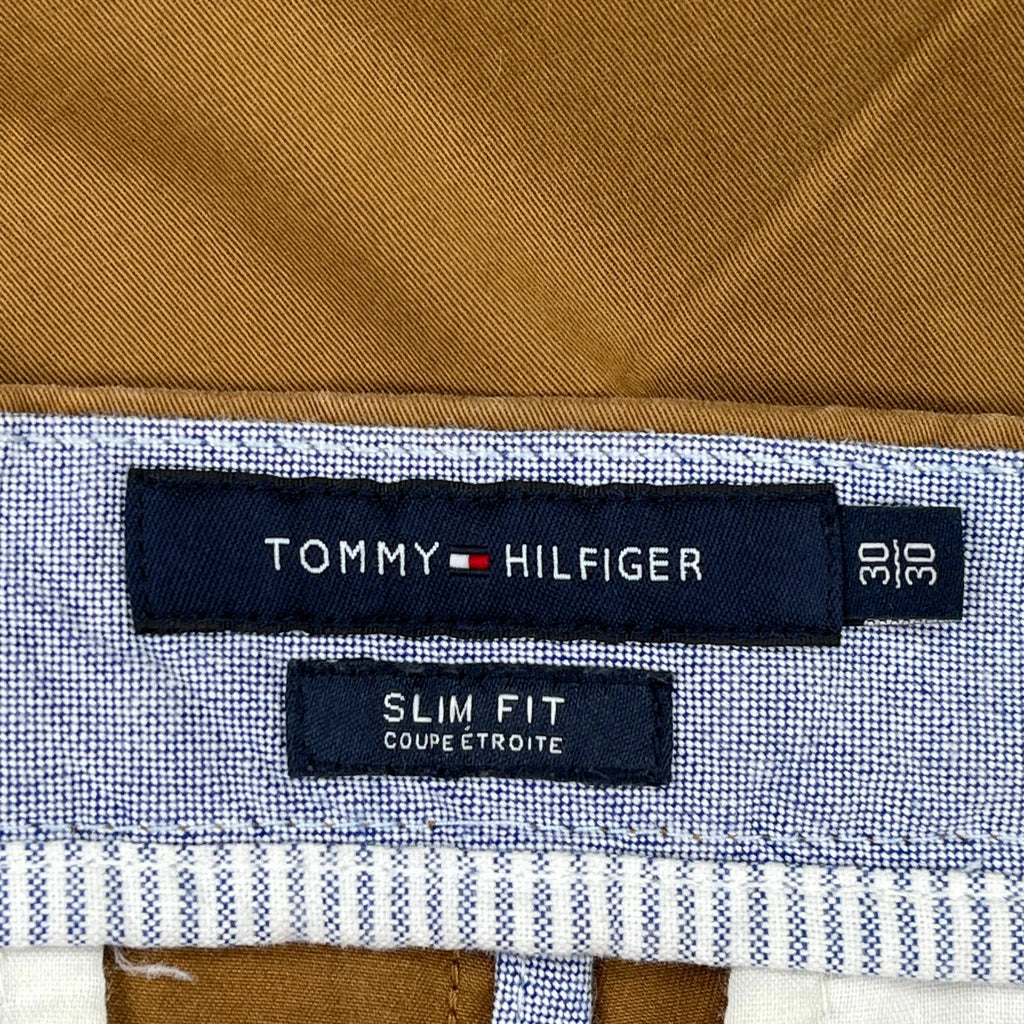 TOMMY HILFIGER
30
30
SLIM FIT
COUPE ÉTROITE